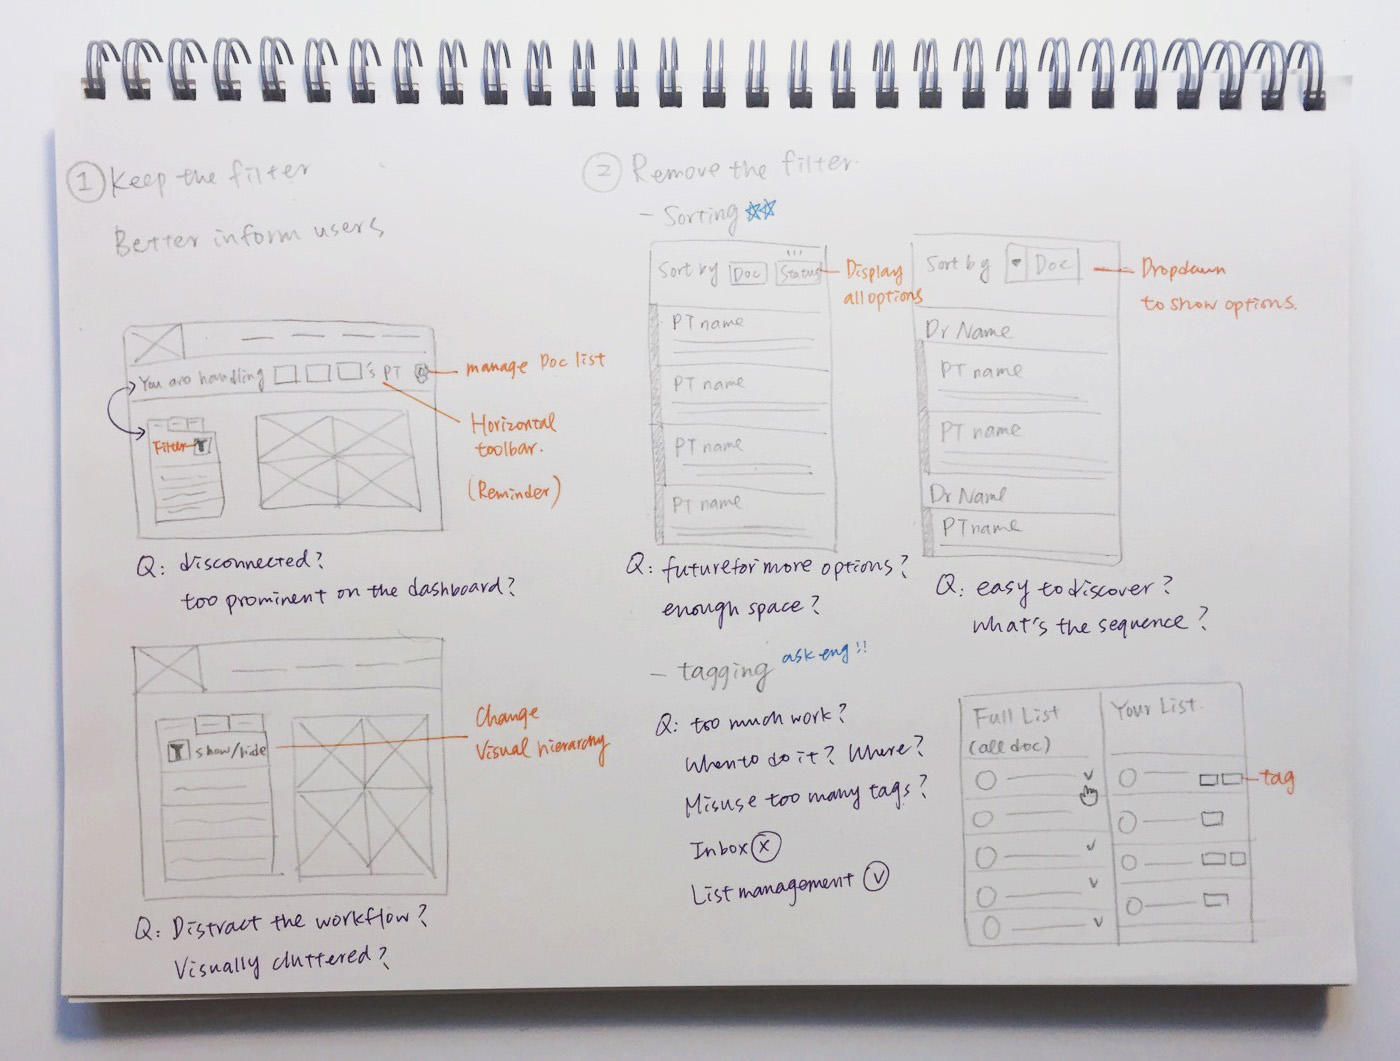 1 Keep the filter
Better inform users
You are handling 's PT
manage Doc list
Horizontal
toolbar.
(Reminder)
Filter
Q: disconnected?
too prominent on the dashboard?
show/hide
Change
Visual hierarchy
Q: Distract the workflow?
Visually cluttered?
2 Remove the filter
- Sorting
Sort by Doc Status
Display
all options
PT name
PT name
PT name
PT name
Q: future for more options?
enough space?
Sort by Doc
Dropdown
to show options.
Dr Name
PT name
PT name
Dr Name
PT name
Q: easy to discover?
what's the sequence?
- tagging ask eng!!
Q: too much work?
When to do it? Where?
Misuse too many tags?
Inbox x
List management v
Full List
(all doc)
Your List.
tag